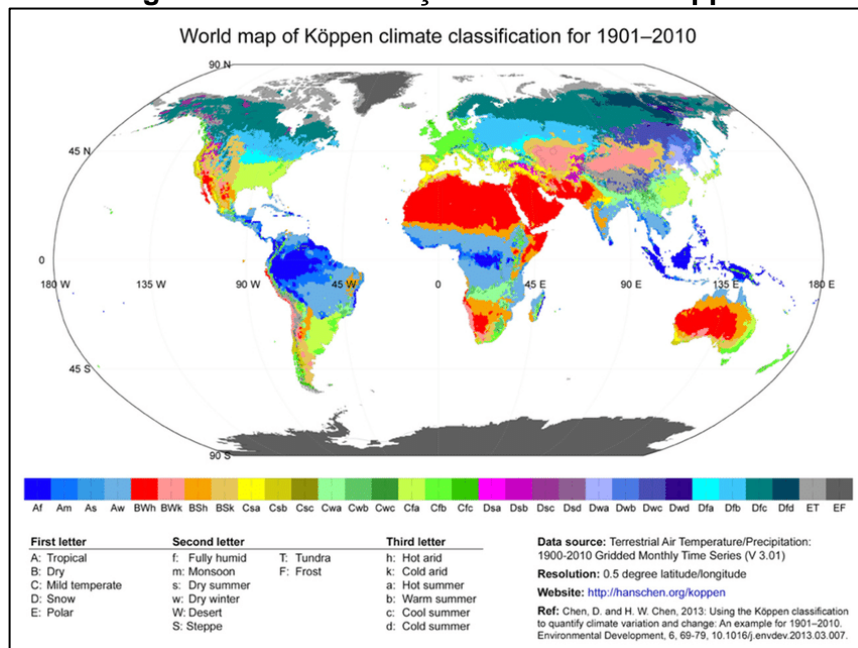 World map of Köppen climate classification for 1901–2010
90 N
45 N
0
180 W 135 W 90 W 45 W 0 45 E 90 E 135 E 180 E
45 S
90 S
Af Am As Aw BWh BWk BSh BSk Csa Csb Csc Cwa Cwb Cwc Cfa Cfb Cfc Dsa Dsb Dsc Dsd Dwa Dwb Dwc Dwd Dfa Dfb Dfc Dfd ET EF
First letter
A: Tropical
B: Dry
C: Mild temperate
D: Snow
E: Polar
Second letter
f: Fully humid
m: Monsoon
s: Dry summer
w: Dry winter
W: Desert
S: Steppe
T: Tundra
F: Frost
Third letter
h: Hot arid
k: Cold arid
a: Hot summer
b: Warm summer
c: Cool summer
d: Cold summer
Data source: Terrestrial Air Temperature/Precipitation:
1900-2010 Gridded Monthly Time Series (V 3.01)
Resolution: 0.5 degree latitude/longitude
Website: http://hanschen.org/koppen
Ref: Chen, D. and H. W. Chen, 2013: Using the Köppen classification
to quantify climate variation and change: An example for 1901–2010.
Environmental Development, 6, 69-79, 10.1016/j.envdev.2013.03.007.